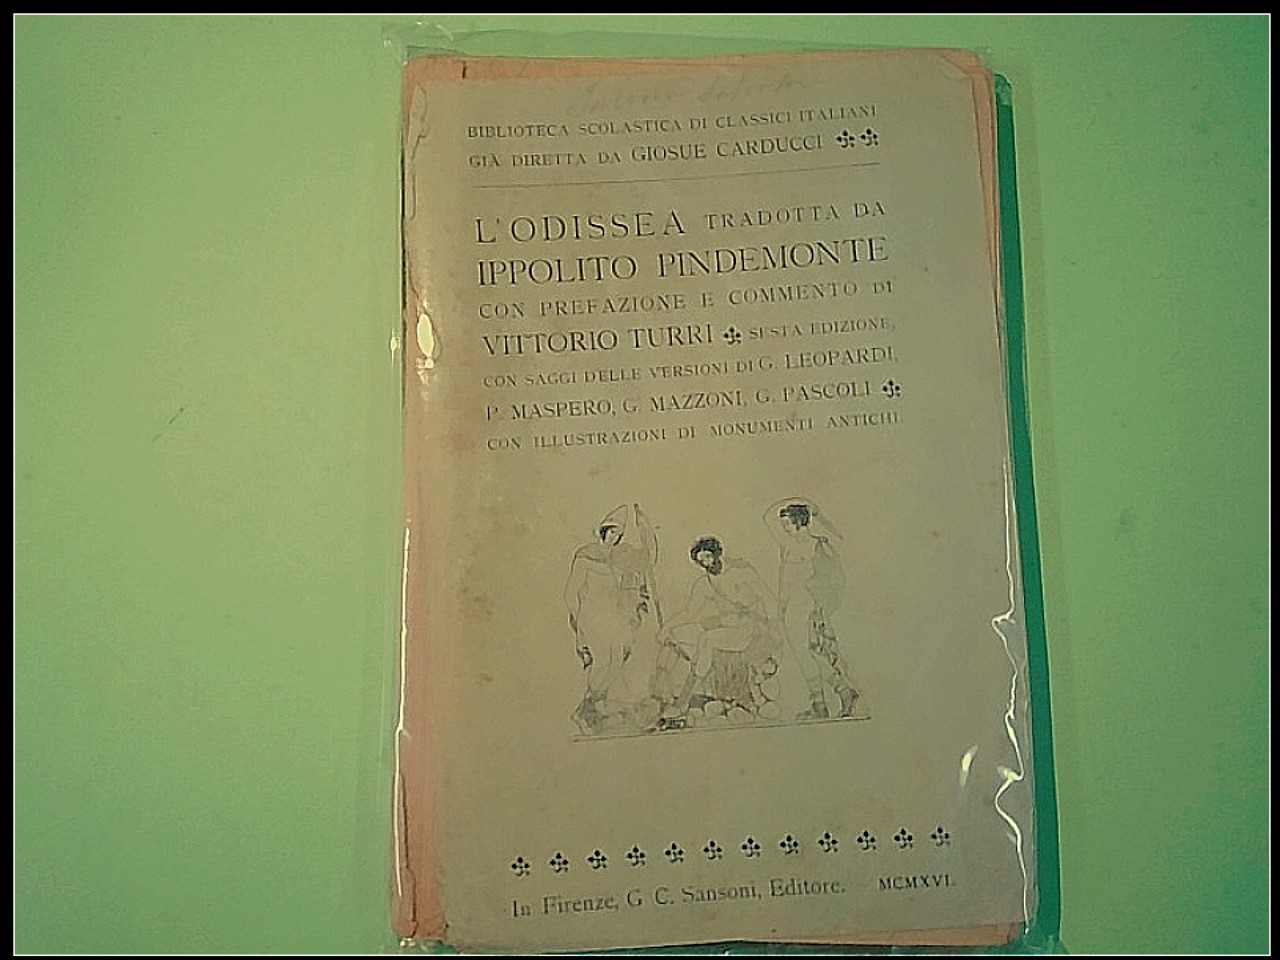 BIBLIOTECA SCOLASTICA DI CLASSICI ITALIANI
GIÀ DIRETTA DA GIOSUE CARDUCCI
L'ODISSEA TRADOTTA DA
IPPOLITO PINDEMONTE
CON PREFAZIONE E COMMENTO DI
VITTORIO TURRI SESTA EDIZIONE,
CON SAGGI DELLE VERSIONI DI G. LEOPARDI,
P. MASPERO, G. MAZZONI, G. PASCOLI
CON ILLUSTRAZIONI DI MONUMENTI ANTICHI.
In Firenze, G C. Sansoni, Editore. - MCMXVI.